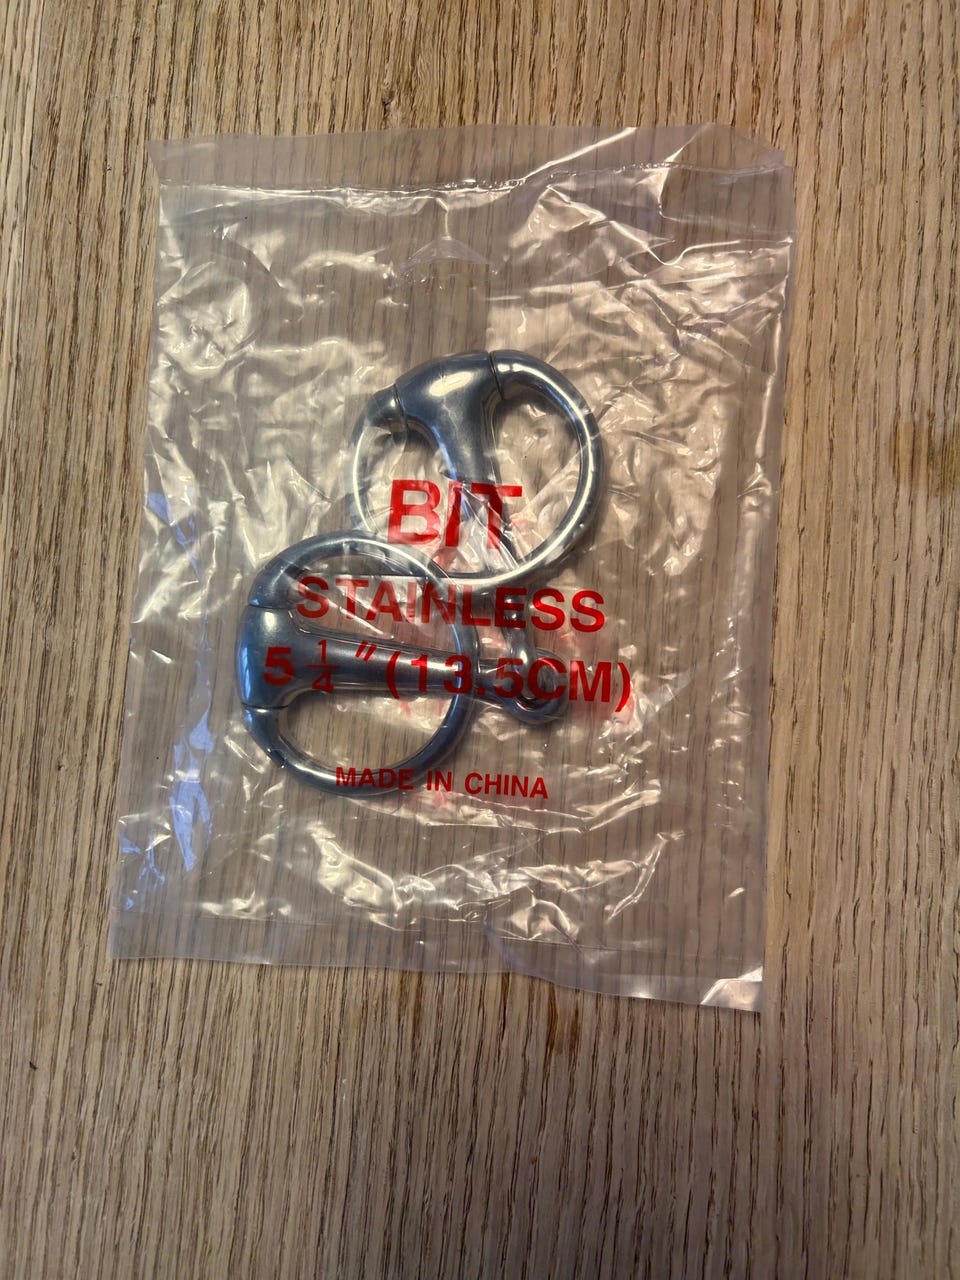 BIT
STAINLESS
5 1/4" (13.5CM)
MADE IN CHINA